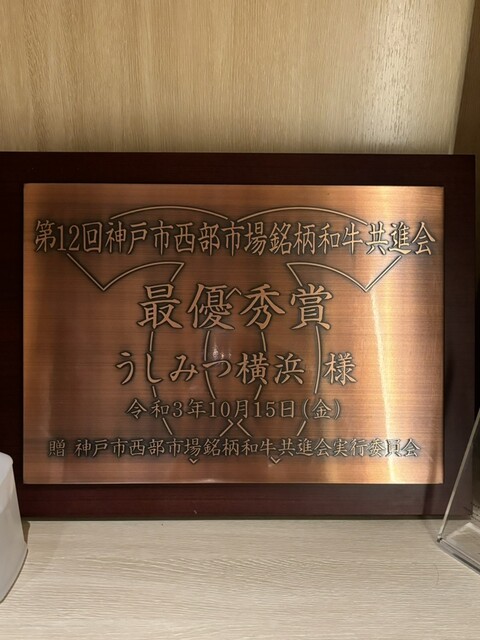 第12回神戸市西部市場銘柄和牛共進会
最優秀賞
うしみつ横浜 様
令和3年10月15日(金)
贈 神戸市西部市場銘柄和牛共進会実行委員会